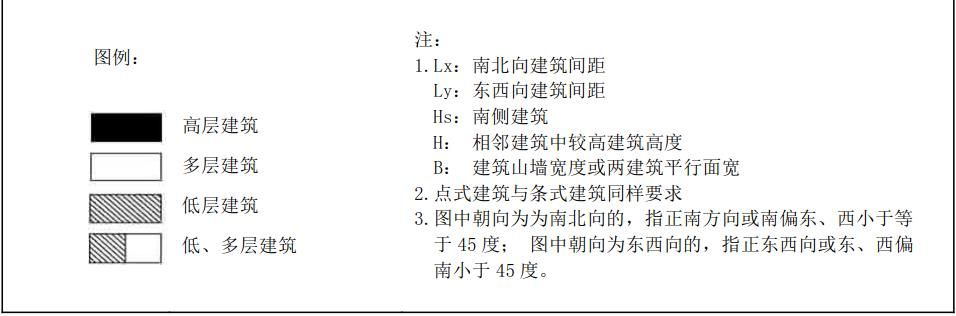 图例：
高层建筑
多层建筑
低层建筑
低、多层建筑
注：
1.Lx：南北向建筑间距
Ly：东西向建筑间距
Hs：南侧建筑
H： 相邻建筑中较高建筑高度
B： 建筑山墙宽度或两建筑平行面宽
2.点式建筑与条式建筑同样要求
3.图中朝向为为南北向的，指正南方向或南偏东、西小于等
于 45 度； 图中朝向为东西向的，指正东西向或东、西偏
南小于 45 度。